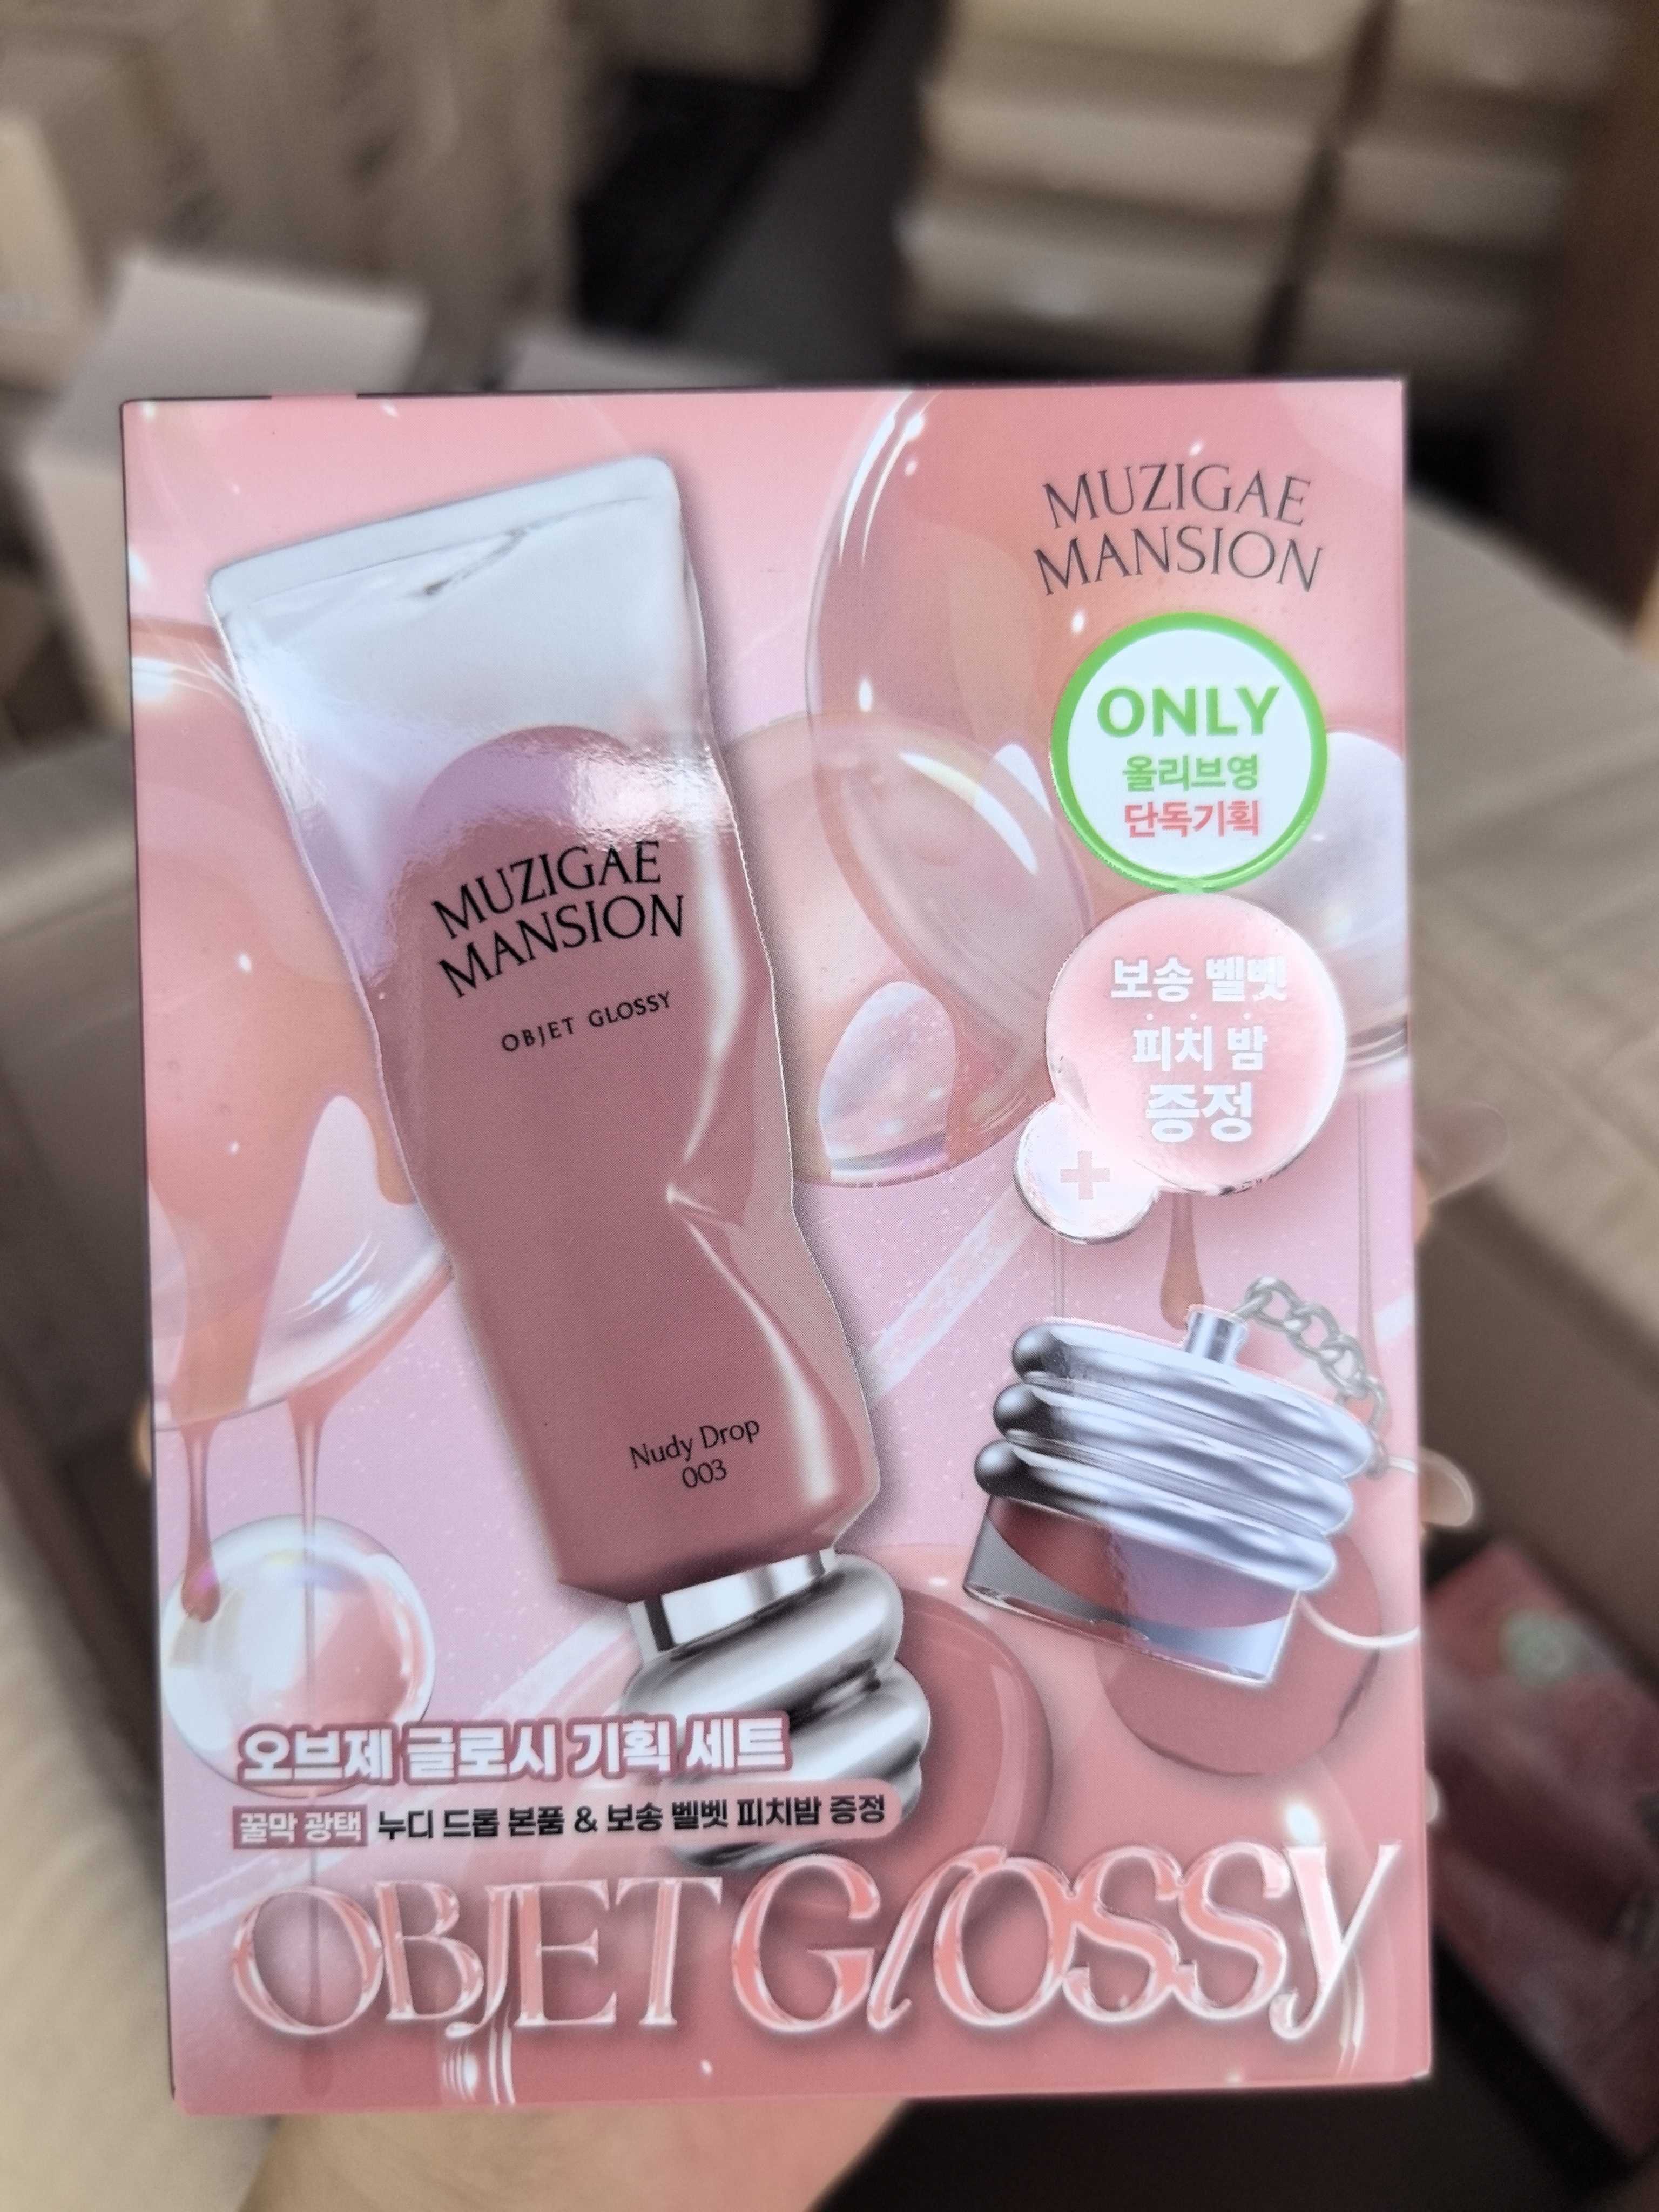 MUZIGAE
MANSION
ONLY
올리브영
단독기획
보송 벨벳
피치 밤
증정
+
MUZIGAE
MANSION
OBJET GLOSSY
Nudy Drop
003
오브제 글로시 기획 세트
꿀막 광택 누디 드롭 본품 & 보송 벨벳 피치밤 증정
OBJET GLOSSY